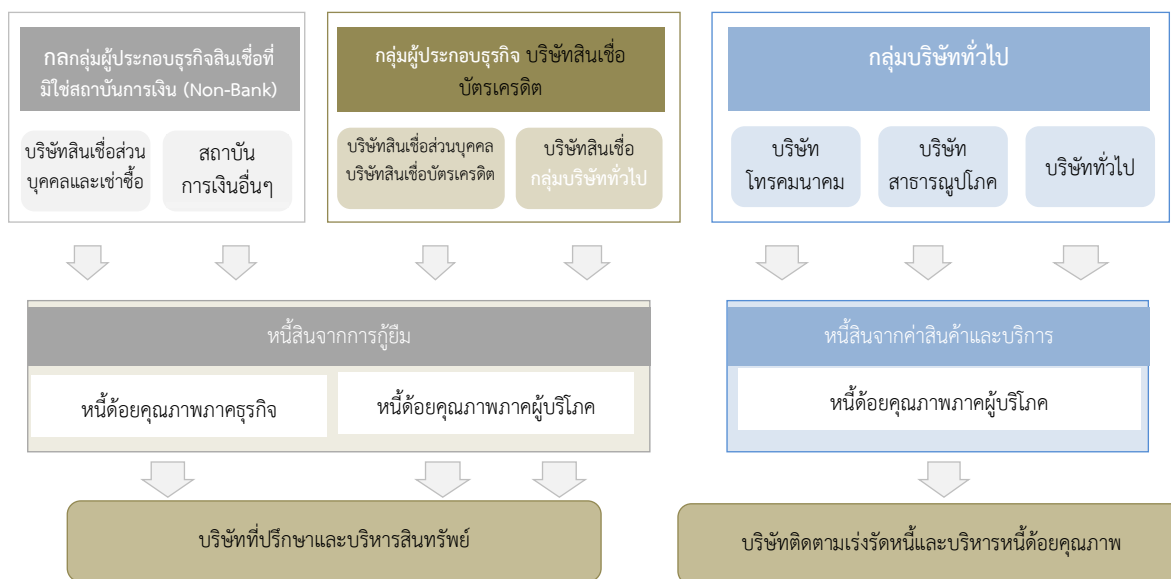 กลกลุ่มผู้ประกอบธุรกิจสินเชื่อที่
มิใช่สถาบันการเงิน (Non-Bank)
บริษัทสินเชื่อส่วน
บุคคลและเช่าซื้อ
สถาบัน
การเงินอื่นๆ
กลุ่มผู้ประกอบธุรกิจ บริษัทสินเชื่อ
บัตรเครดิต
บริษัทสินเชื่อส่วนบุคคล
บริษัทสินเชื่อบัตรเครดิต
บริษัทสินเชื่อ
กลุ่มบริษัททั่วไป
กลุ่มบริษัททั่วไป
บริษัท
โทรคมนาคม
บริษัท
สาธารณูปโภค
บริษัททั่วไป
หนี้สินจากการกู้ยืม
หนี้ด้อยคุณภาพภาคธุรกิจ
หนี้ด้อยคุณภาพภาคผู้บริโภค
หนี้สินจากค่าสินค้าและบริการ
หนี้ด้อยคุณภาพภาคผู้บริโภค
บริษัทที่ปรึกษาและบริหารสินทรัพย์
บริษัทติดตามเร่งรัดหนี้และบริหารหนี้ด้อยคุณภาพ